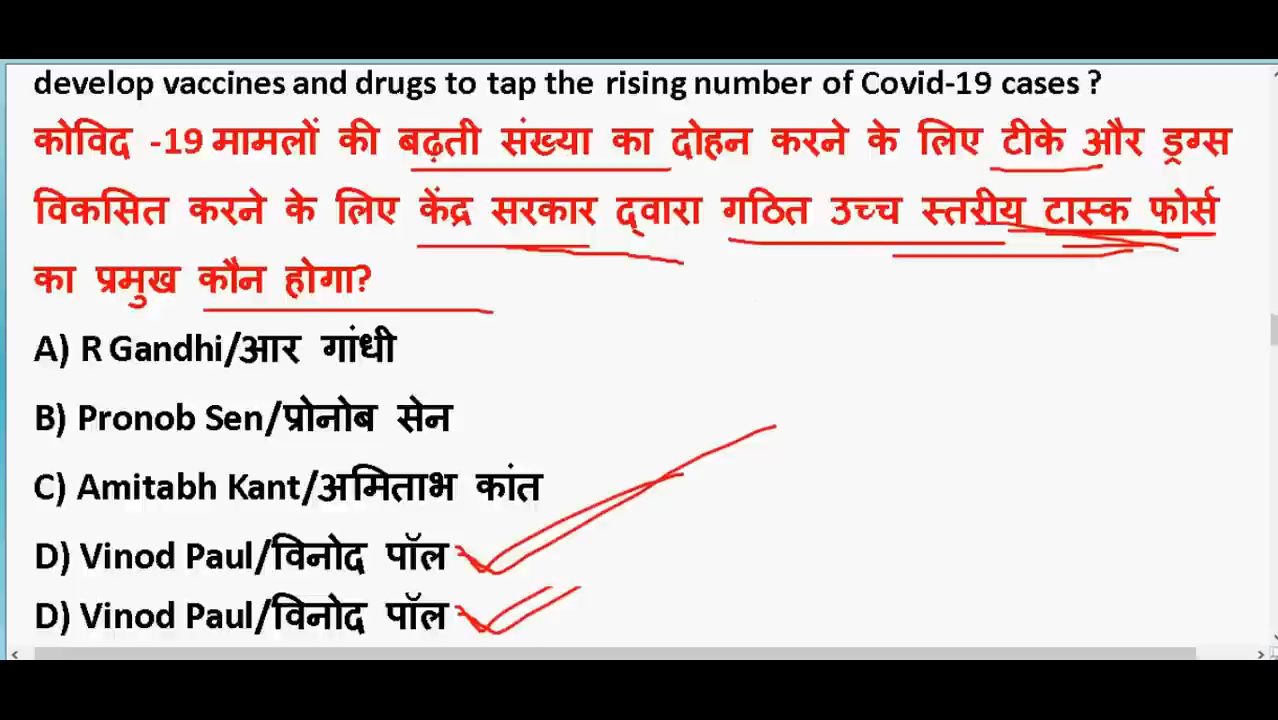 develop vaccines and drugs to tap the rising number of Covid-19 cases ?
कोविद -19 मामलों की बढ़ती संख्या का दोहन करने के लिए टीके और ड्रग्स
विकसित करने के लिए केंद्र सरकार द्वारा गठित उच्च स्तरीय टास्क फोर्स
का प्रमुख कौन होगा?
A) R Gandhi/आर गांधी
B) Pronob Sen/प्रोनोब सेन
C) Amitabh Kant/अमिताभ कांत
D) Vinod Paul/विनोद पॉल
D) Vinod Paul/विनोद पॉल